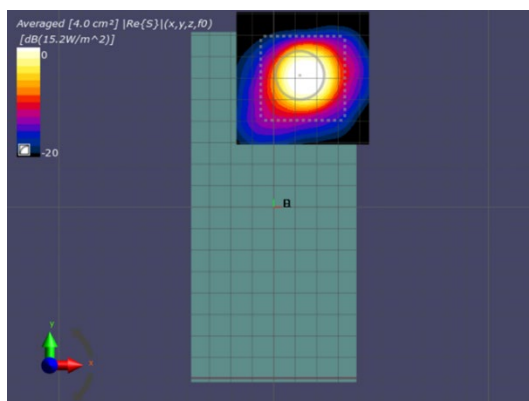 Averaged [4.0 cm²] |Re{S}|(x,y,z,f0)
[dB(15.2W/m^2)]
0
-20
y
x